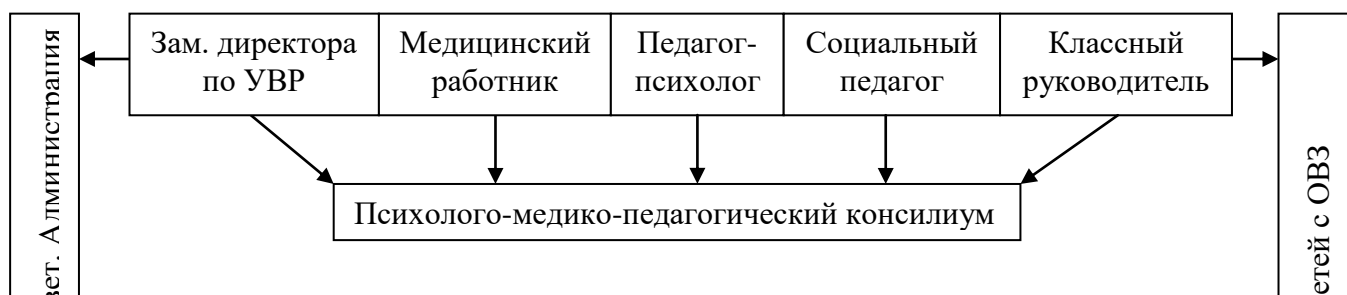 вет. Администрация
Зам. директора
по УВР
Медицинский
работник
Педагог-
психолог
Социальный
педагог
Классный
руководитель
Психолого-медико-педагогический консилиум
етей с ОВЗ